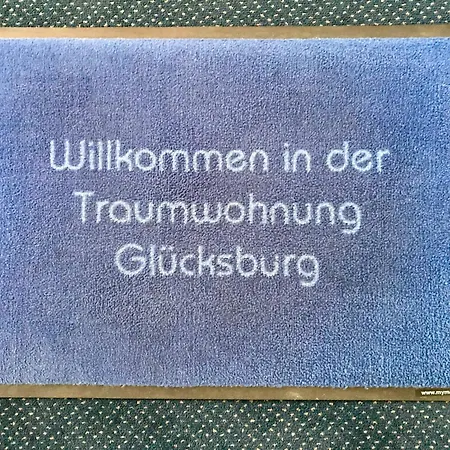 Willkommen in der
Traumwohnung
Glücksburg